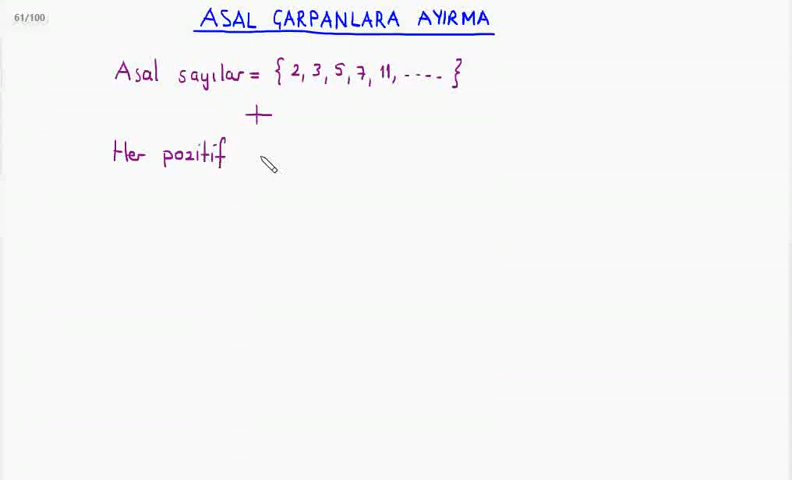 61/100
ASAL ÇARPANLARA AYIRMA
Asal sayılar = { 2, 3, 5, 7, 11, ---- }
+
Her pozitif